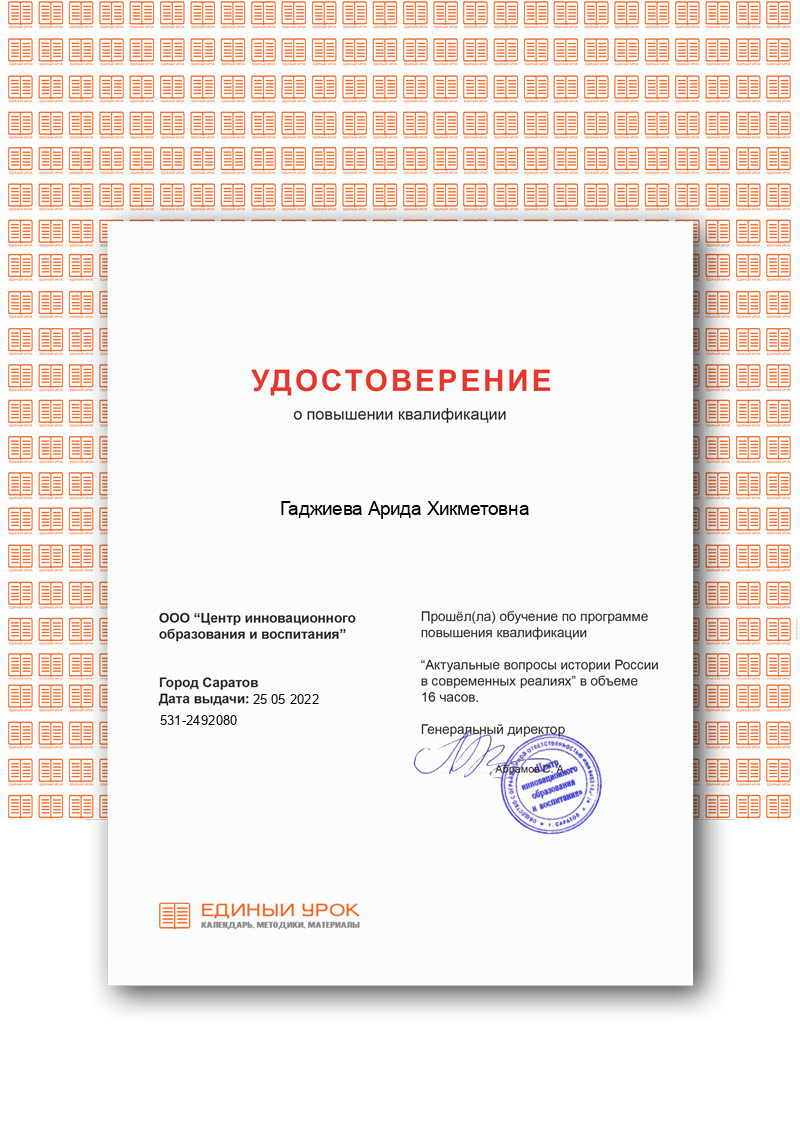 УДОСТОВЕРЕНИЕ
о повышении квалификации
Гаджиева Арида Хикметовна
ООО “Центр инновационного
образования и воспитания”
Город Саратов
Дата выдачи: 25 05 2022
531-2492080
Прошёл(ла) обучение по программе
повышения квалификации
“Актуальные вопросы истории России
в современных реалиях” в объеме
16 часов.
Генеральный директор
Абрамов С. А.
«Центр
инновационного
образования
и воспитания»
г. САРАТОВ
ЕДИНЫЙ УРОК
КАЛЕНДАРЬ, МЕТОДИКИ, МАТЕРИАЛЫ